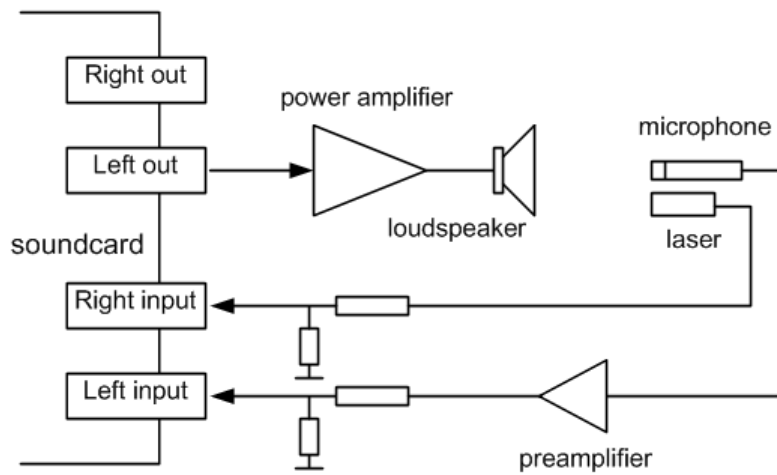 Right out
power amplifier
microphone
Left out
loudspeaker
laser
soundcard
Right input
Left input
preamplifier